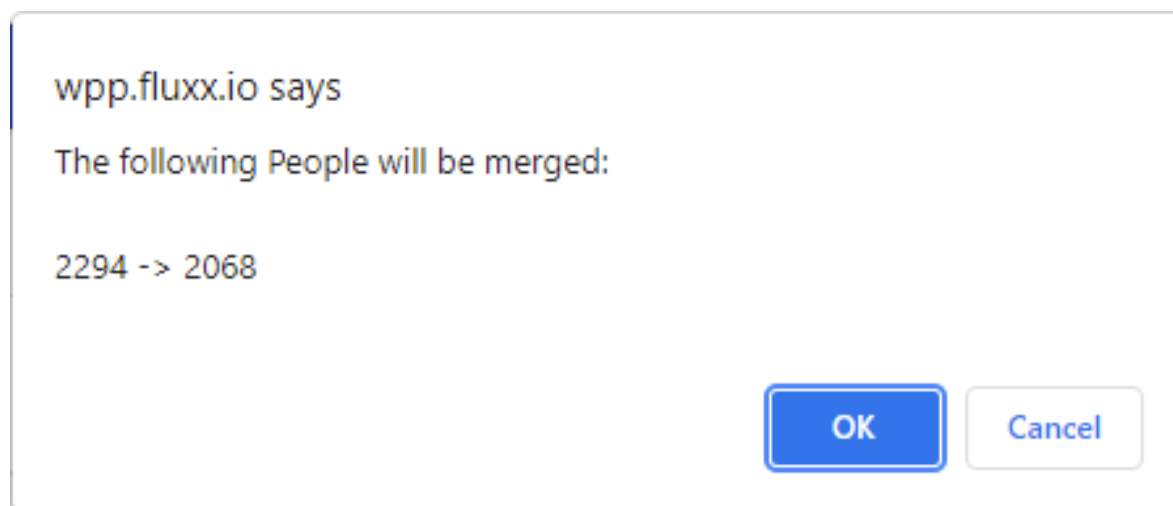 wpp.fluxx.io says
The following People will be merged:
2294 -> 2068
OK
Cancel